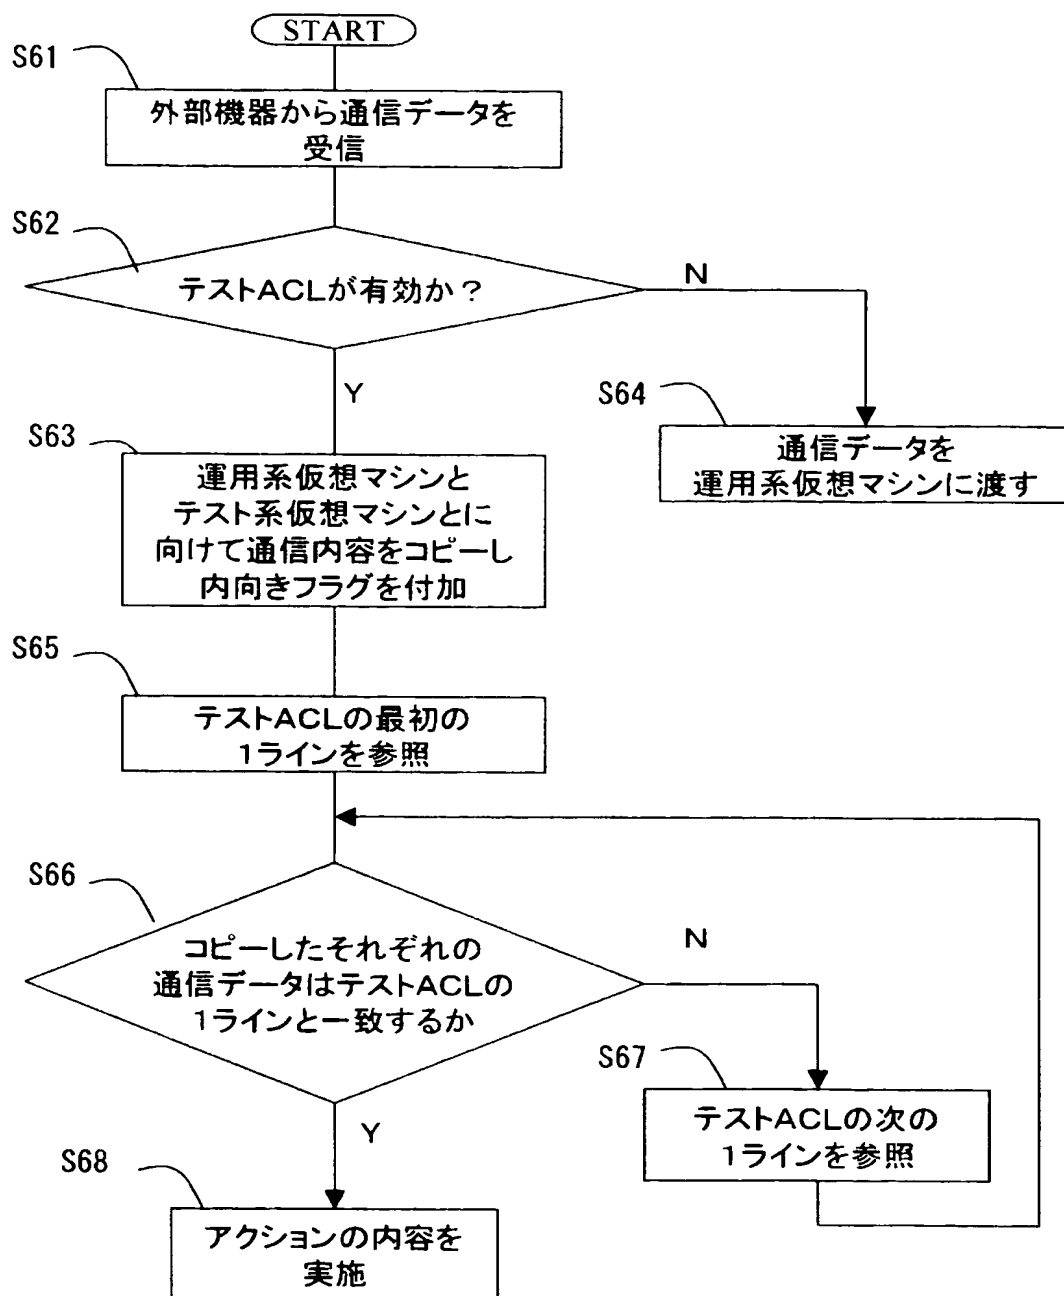 START
S61
外部機器から通信データを
受信
S62
テストACLが有効か？
N
Y
S64
通信データを
運用系仮想マシンに渡す
S63
運用系仮想マシンと
テスト系仮想マシンとに
向けて通信内容をコピーし
内向きフラグを付加
S65
テストACLの最初の
1ラインを参照
S66
コピーしたそれぞれの
通信データはテストACLの
1ラインと一致するか
N
Y
S67
テストACLの次の
1ラインを参照
S68
アクションの内容を
実施